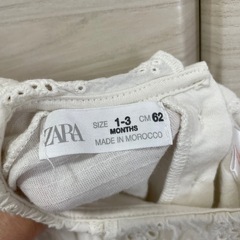 ZARA SIZE 1-3 MONTHS CM 62
MADE IN MOROCCO